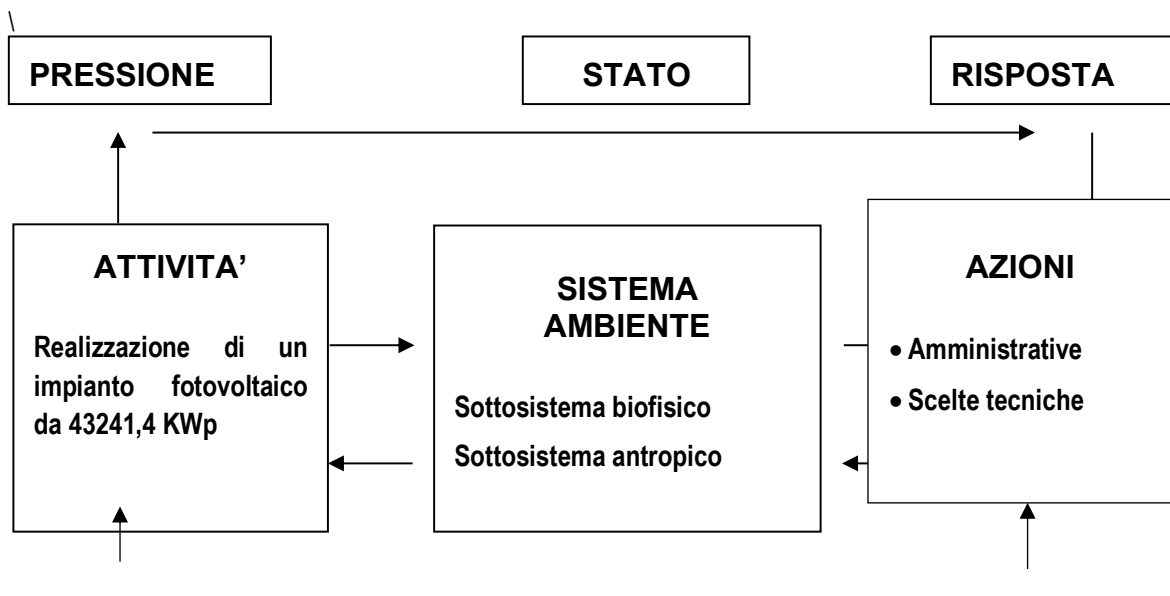 \
PRESSIONE
STATO
RISPOSTA
ATTIVITA’
Realizzazione di un
impianto fotovoltaico
da 43241,4 KWp
SISTEMA
AMBIENTE
Sottosistema biofisico
Sottosistema antropico
AZIONI
• Amministrative
• Scelte tecniche